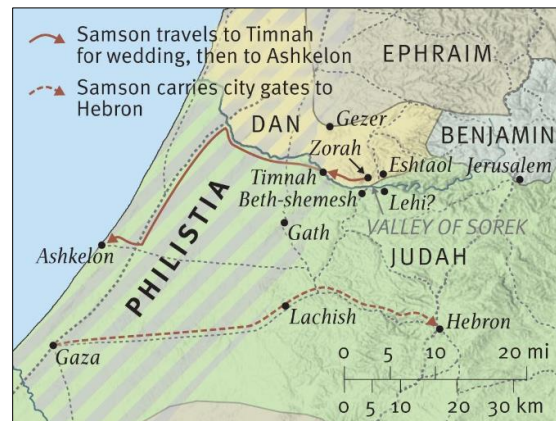 Samson travels to Timnah
for wedding, then to Ashkelon
Samson carries city gates to
Hebron
EPHRAIM
DAN
Gezer
BENJAMIN
Zorah
Eshtaol
Jerusalem
Timnah
Beth-shemesh
Lehi?
VALLEY OF SOREK
PHILISTIA
Gath
JUDAH
Ashkelon
Lachish
Hebron
Gaza
0 5 10 20 mi
0 5 10 20 30 km